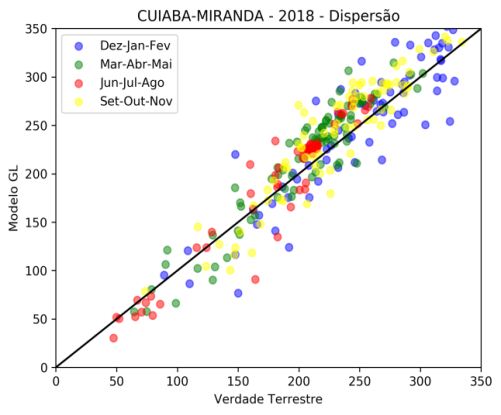 CUIABA-MIRANDA - 2018 - Dispersão
Dez-Jan-Fev
Mar-Abr-Mai
Jun-Jul-Ago
Set-Out-Nov
Modelo GL
350
300
250
200
150
100
50
0
0 50 100 150 200 250 300 350
Verdade Terrestre